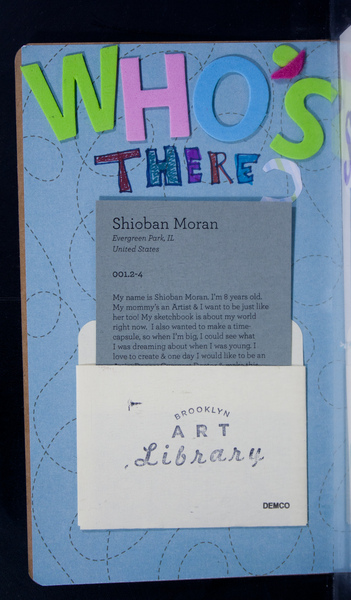 WHO'S
THERE?
Shioban Moran
Evergreen Park, IL
United States
001.2-4
My name is Shioban Moran, I'm 8 years old.
My mommy's an Artist & I want to be just like
her too! My sketchbook is about my world
right now, I also wanted to make a time
capsule, so when I'm big, I could see what
I was dreaming about when I was young. I
love to create & one day I would like to be an
BROOKLYN
ART
Library
DEMCO